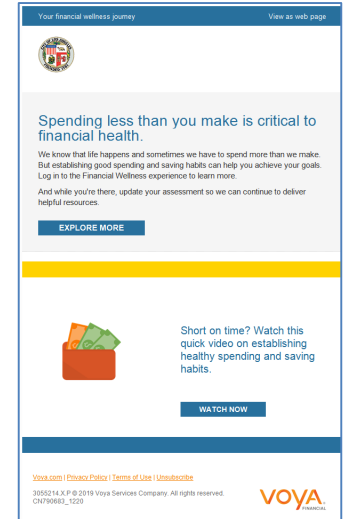 Your financial wellness journey View as web page
Spending less than you make is critical to
financial health.
We know that life happens and sometimes we have to spend more than we make.
But establishing good spending and saving habits can help you achieve your goals.
Log in to the Financial Wellness experience to learn more.
And while you're there, update your assessment so we can continue to deliver
helpful resources.
EXPLORE MORE
Short on time? Watch this
quick video on establishing
healthy spending and saving
habits.
WATCH NOW
Voya.com | Privacy Policy | Terms of Use | Unsubscribe
3055214.X.P © 2019 Voya Services Company. All rights reserved.
CN790683_1220
VOYA
FINANCIAL